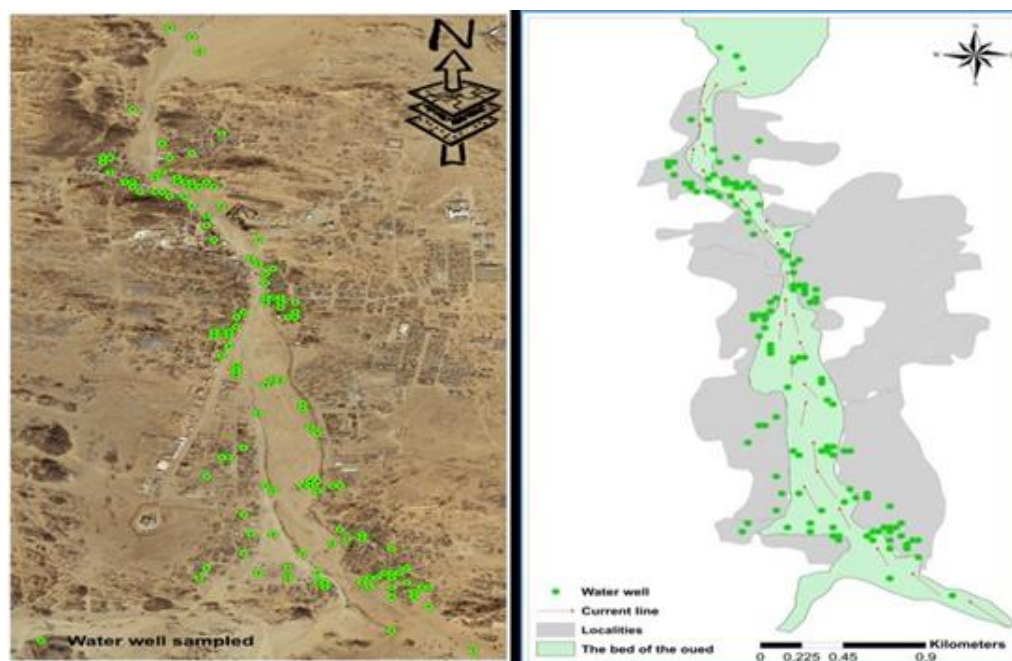 N
Water well sampled
N
Water well
Current line
Localities
The bed of the oued
Kilometers
0 0.225 0.45 0.9